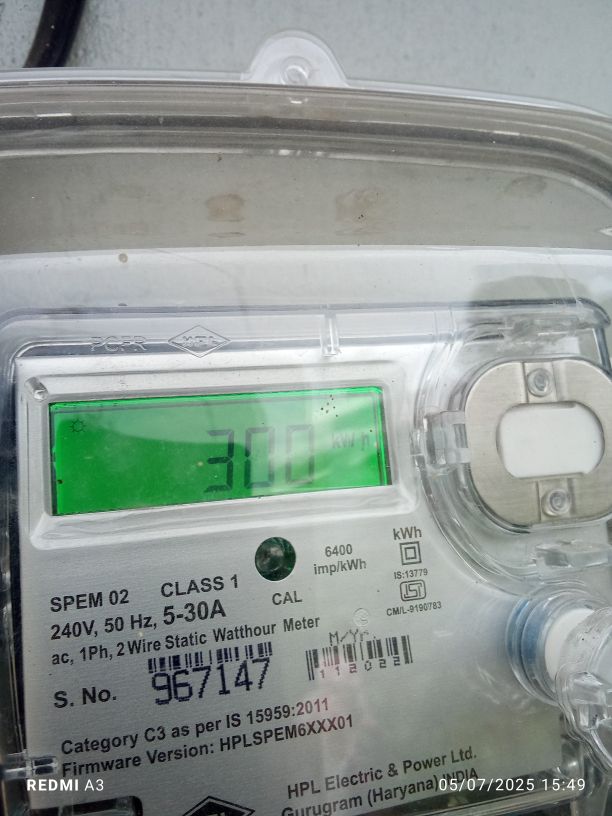 PCFR HPL
300 kWh
6400
imp/kWh
kWh
IS:13779
CM/L-9190783
CAL
SPEM 02 CLASS 1
240V, 50 Hz, 5-30A
ac, 1Ph, 2 Wire Static Watthour Meter
M/Yr
S. No. 967147
112022
Category C3 as per IS 15959:2011
Firmware Version: HPLSPEM6XXX01
HPL Electric & Power Ltd.
Gurugram (Haryana) INDIA
REDMI A3
05/07/2025 15:49